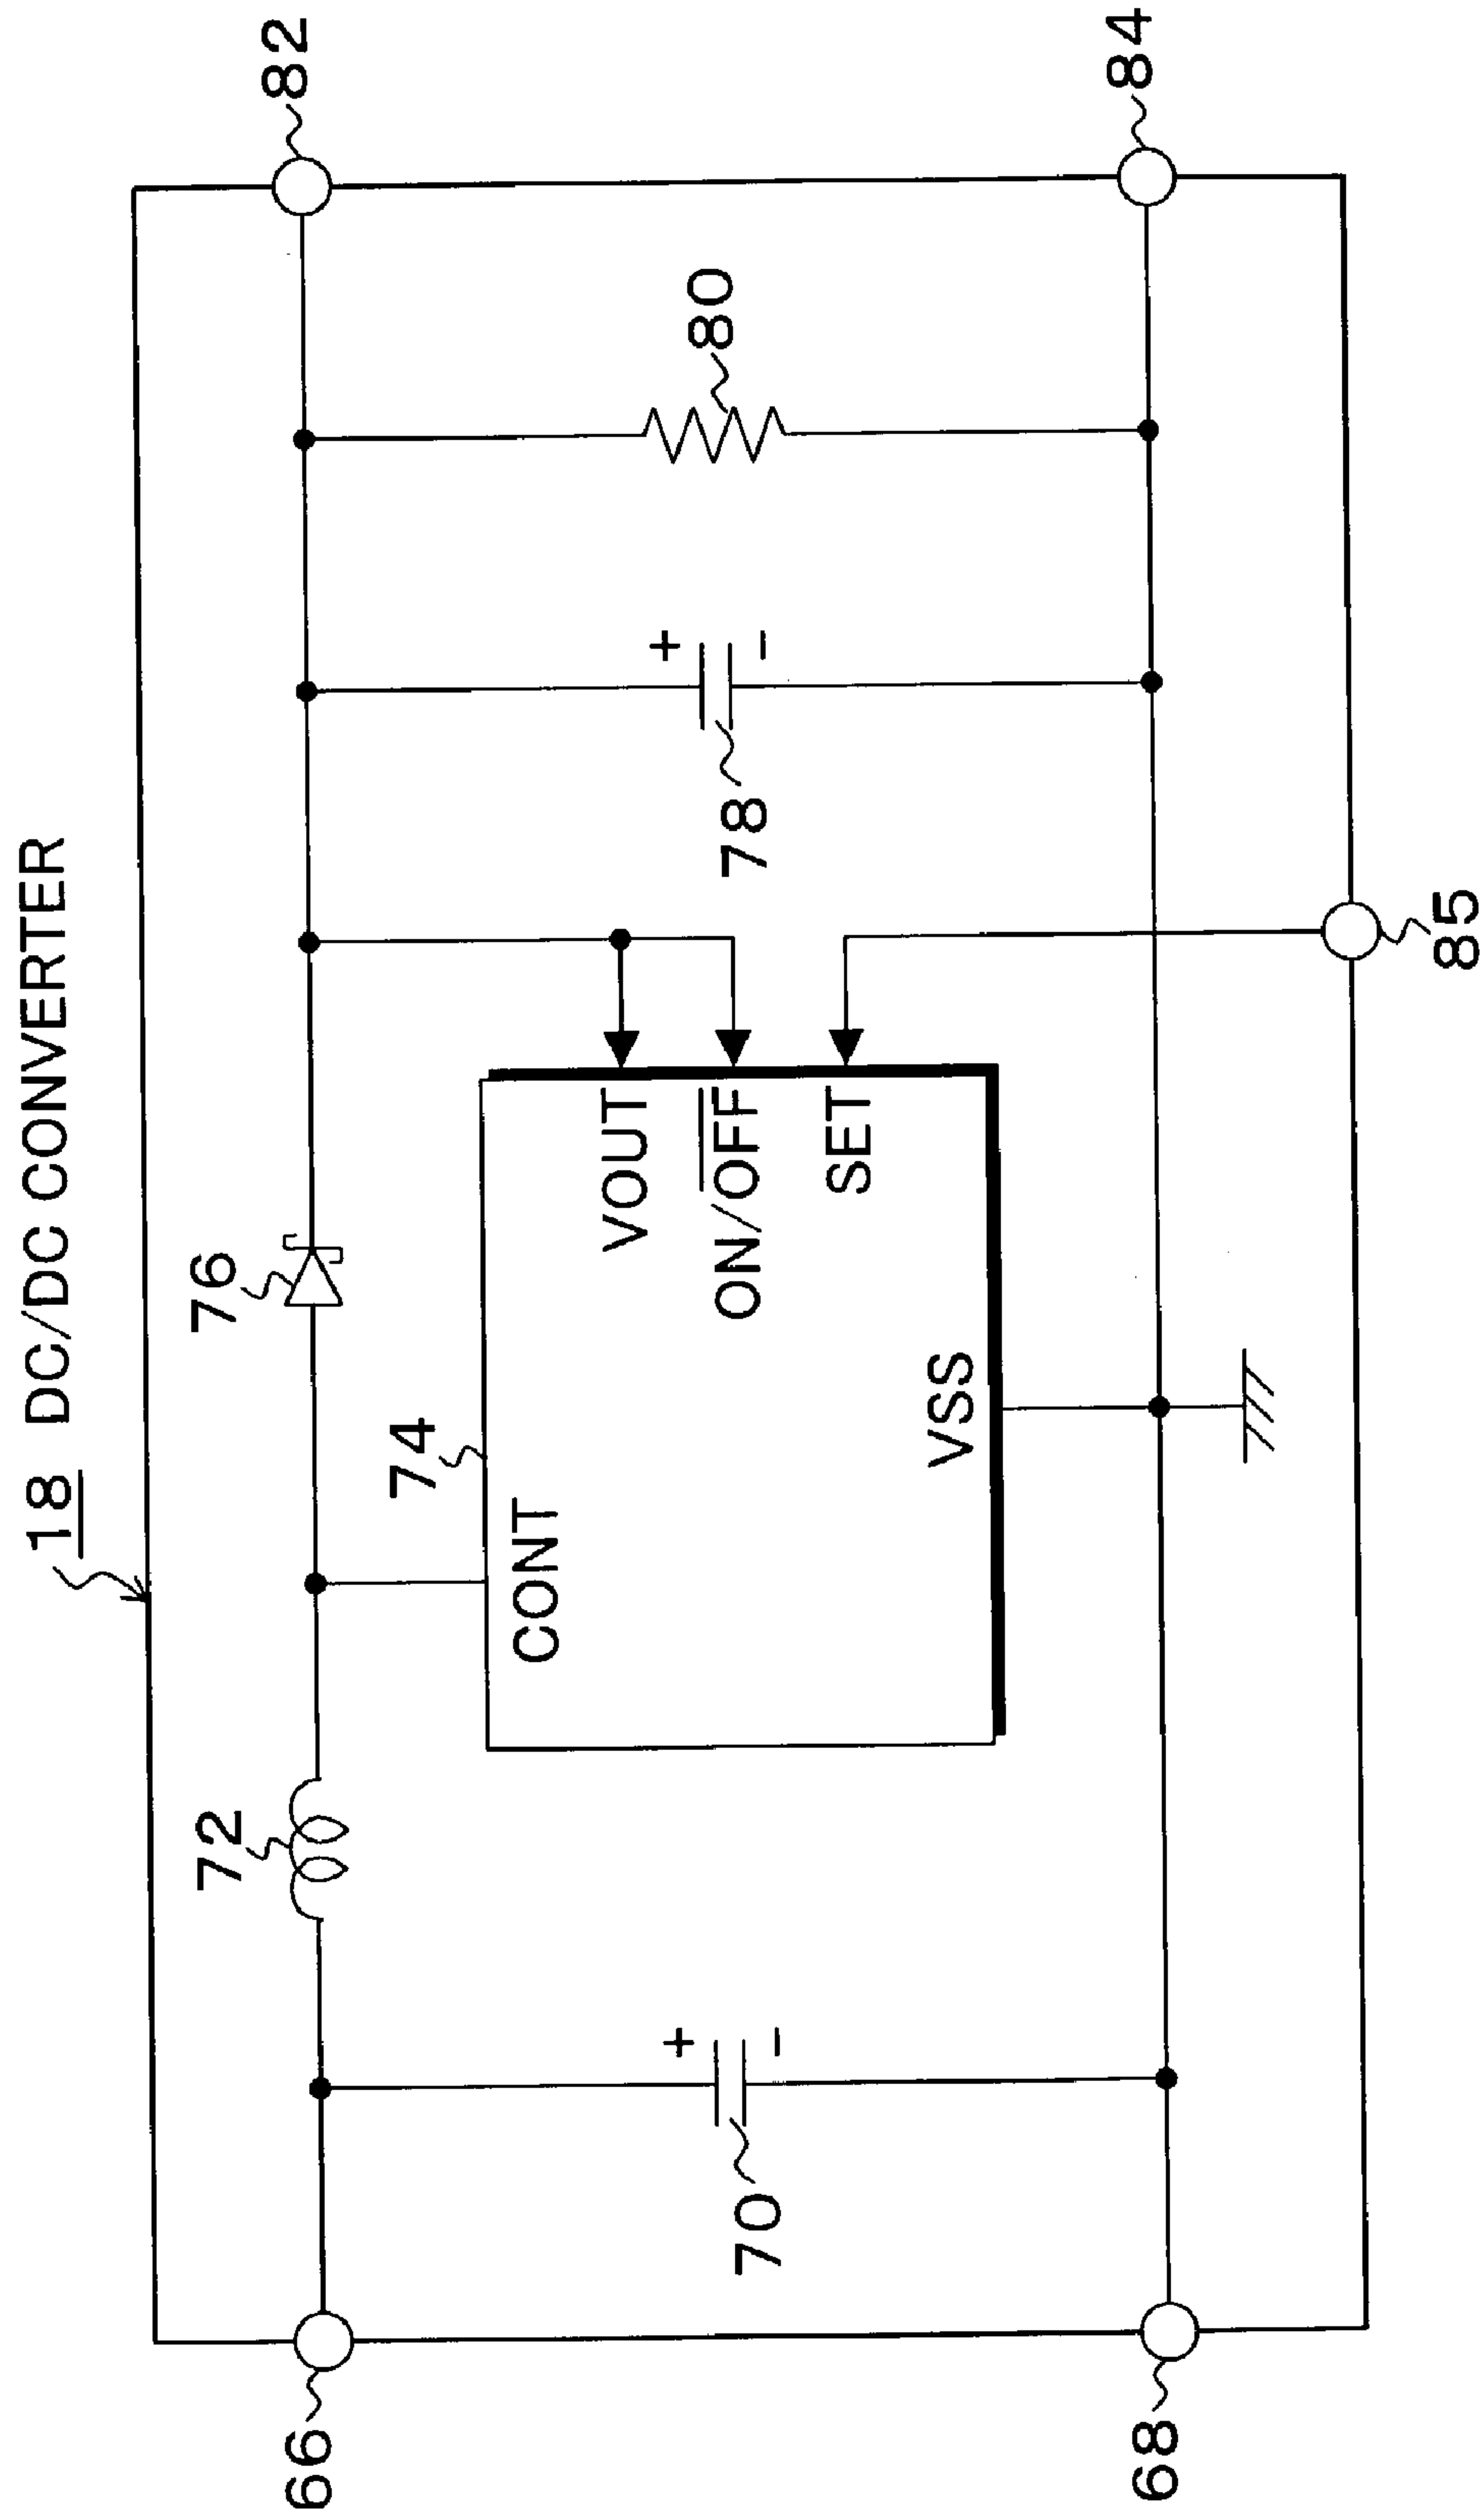 18 DC/DC CONVERTER
66
72
76
82
74
CONT
VOUT
ON/OFF
SET
VSS
70
78
80
68
84
85
+
-
+
-